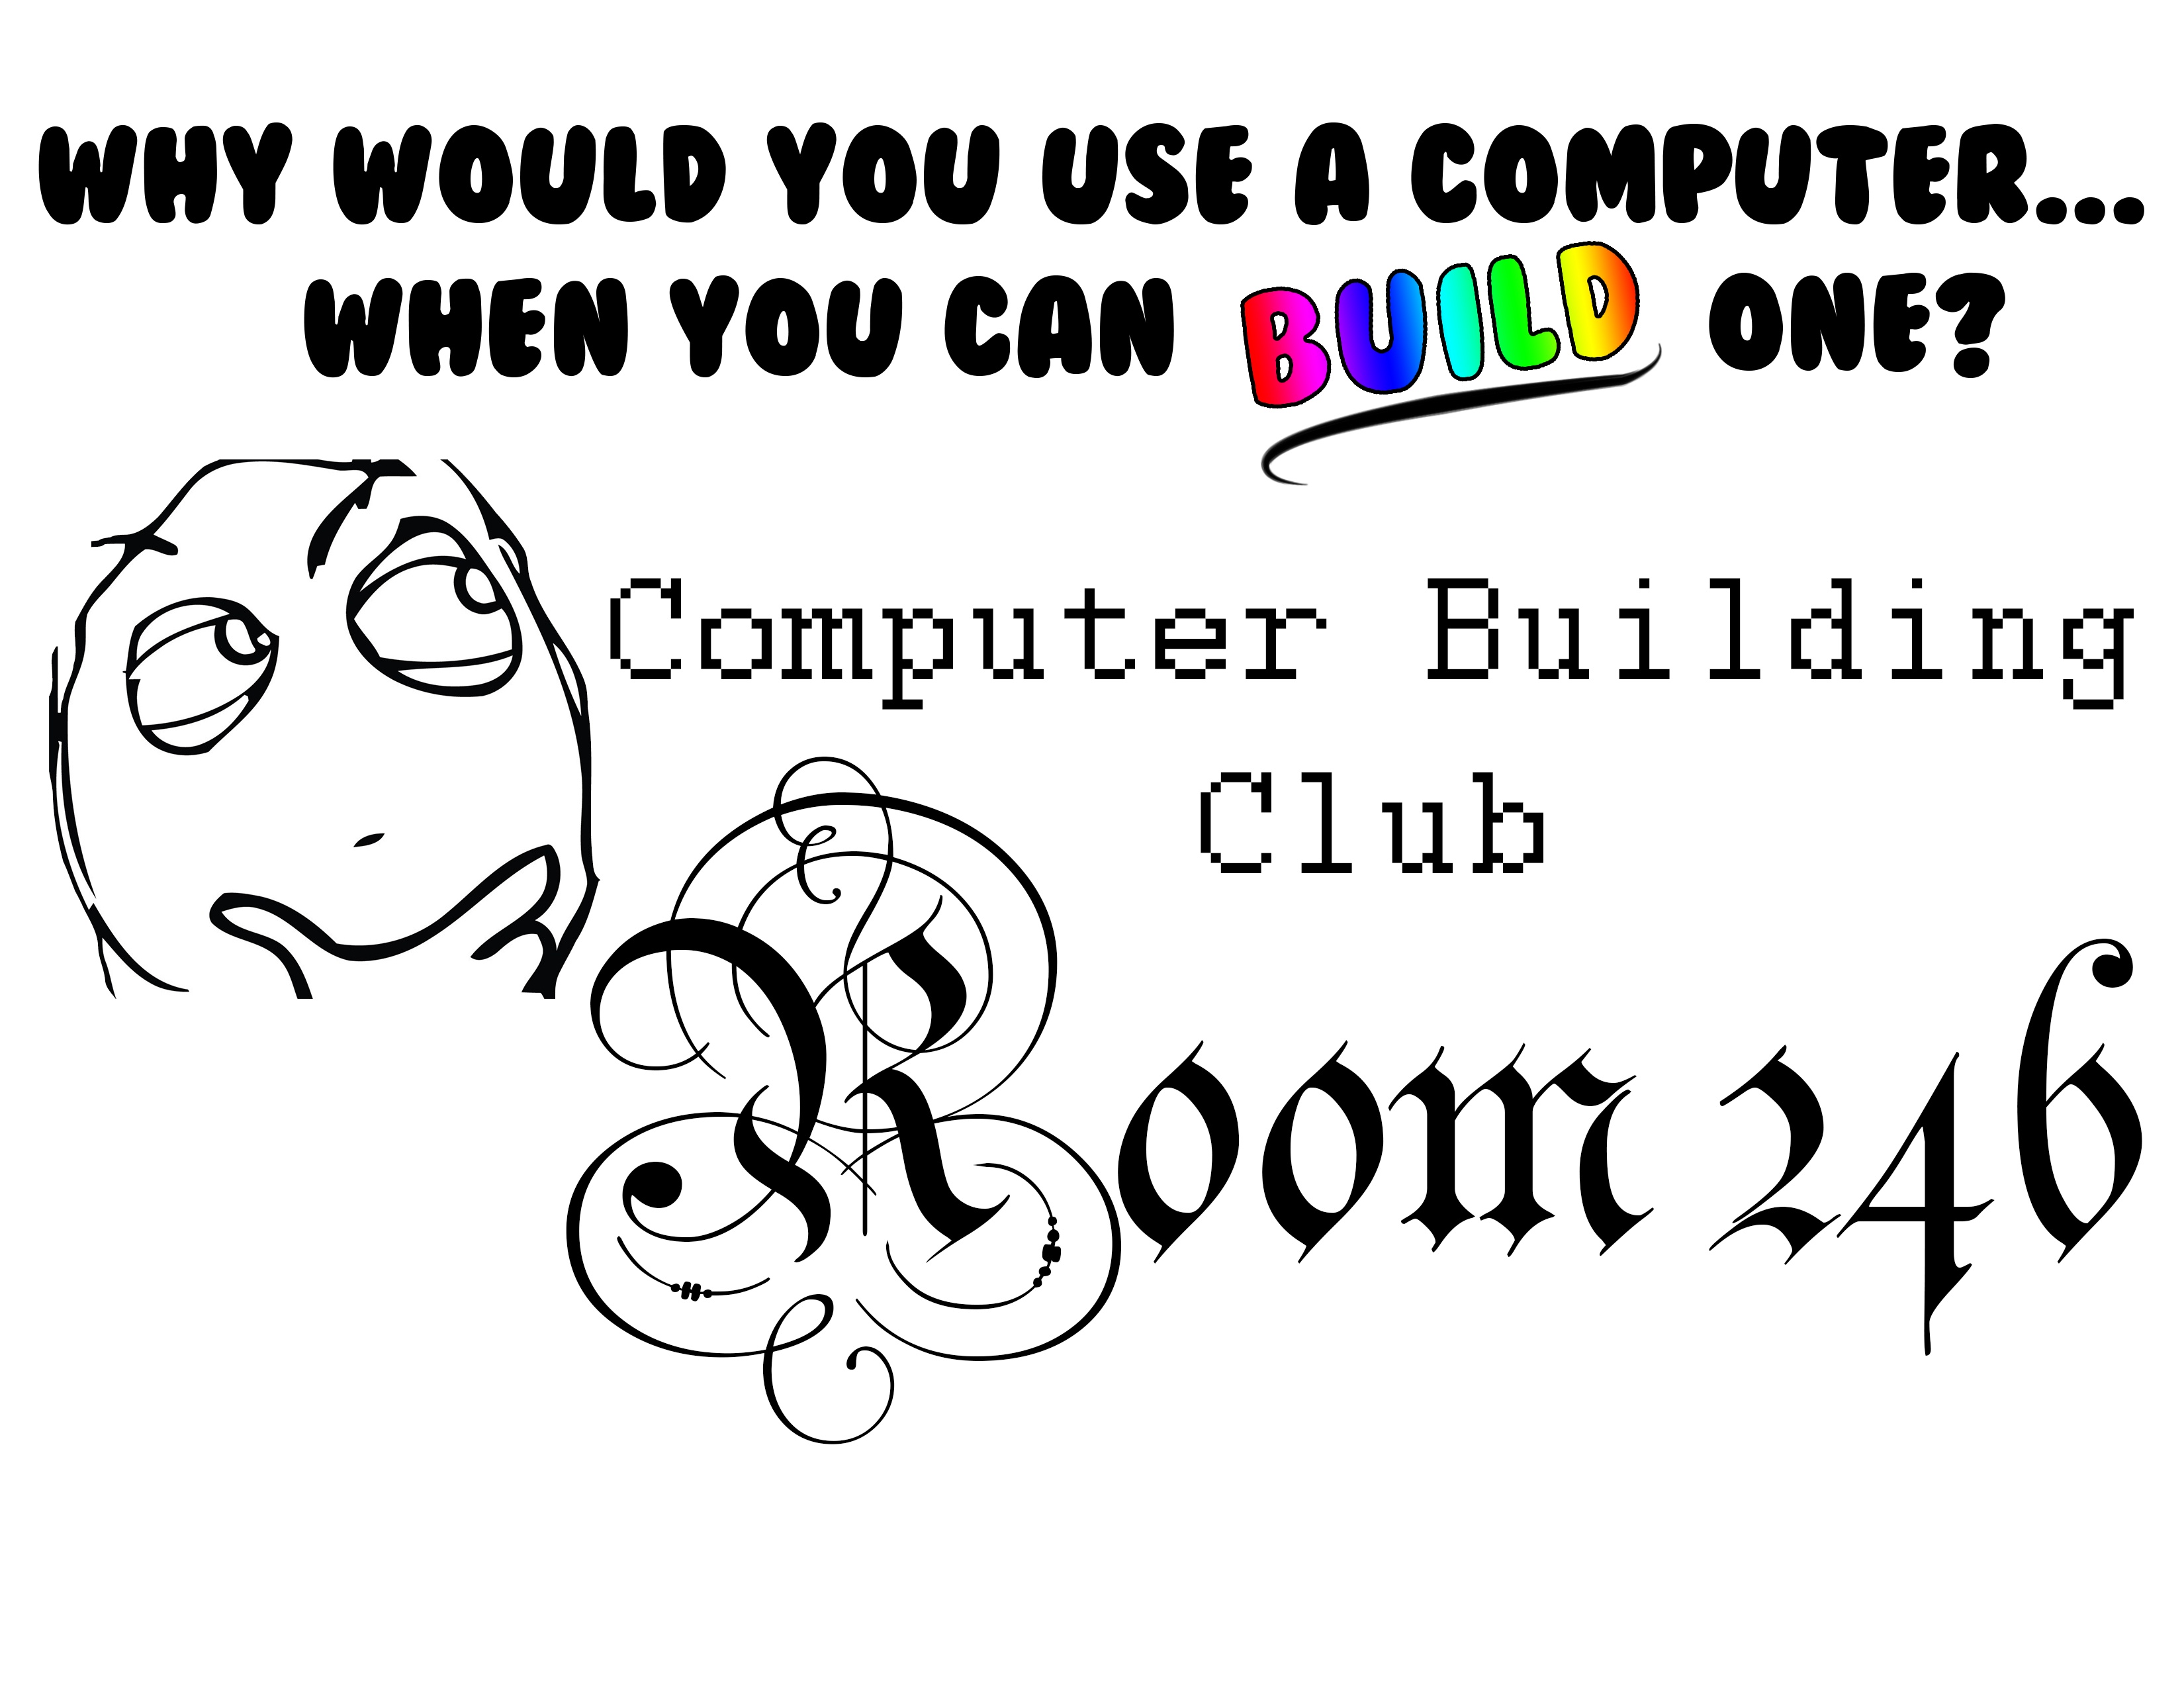 WHY WOULD YOU USE A COMPUTER...
WHEN YOU CAN BUILD ONE?
Computer Building
Club
Room 246